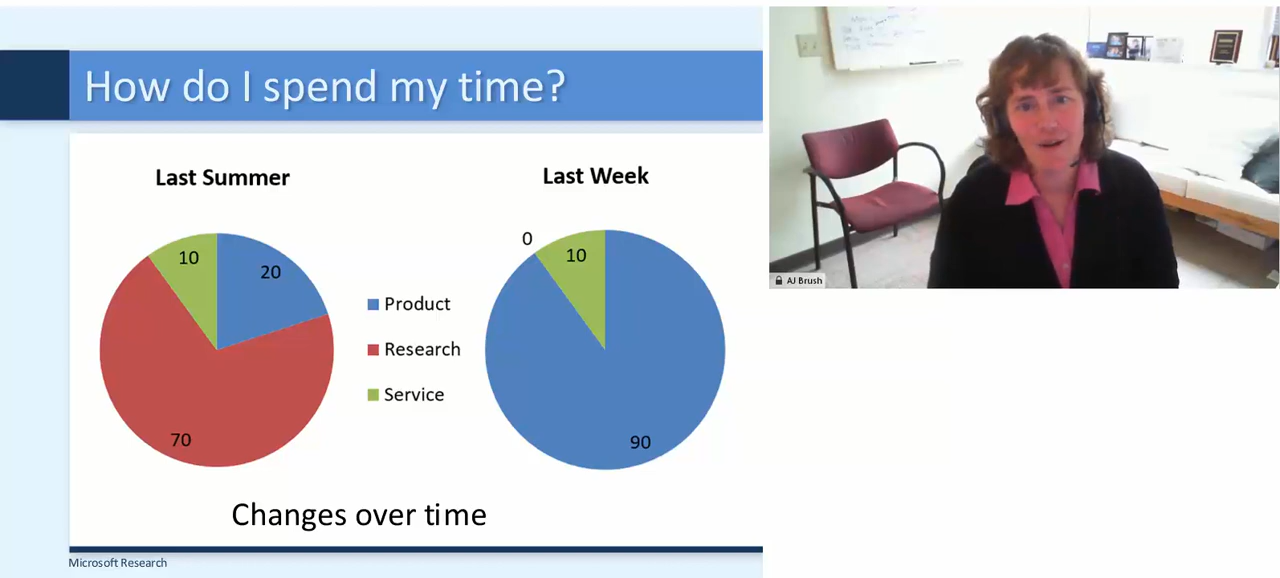 How do I spend my time?
Last Summer
Last Week
10
20
70
0
10
90
Product
Research
Service
Changes over time
Microsoft Research
AJ Brush